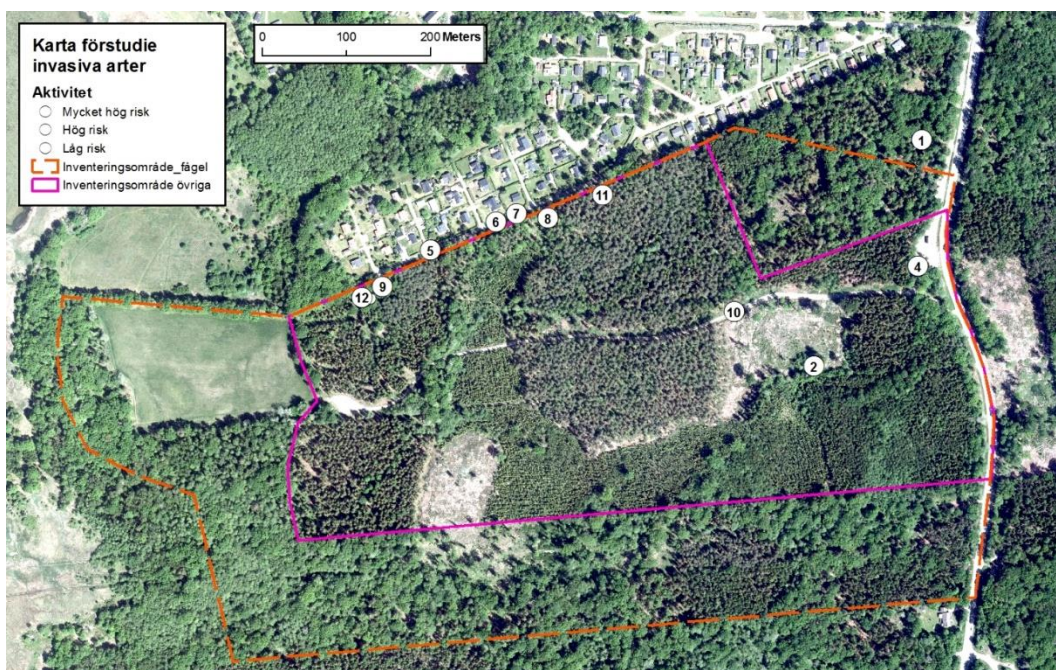 Karta förstudie
invasiva arter
Aktivitet
Mycket hög risk
Hög risk
Låg risk
Inventeringsområde_fågel
Inventeringsområde övriga
0 100 200 Meters
1
11
7
6
8
5
4
9
12
10
2